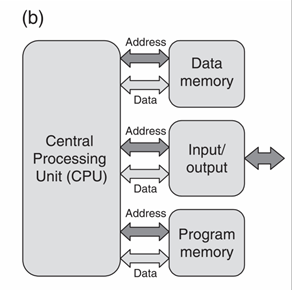 (b)
Central
Processing
Unit (CPU)
Address
Data
Data
memory
Address
Data
Input/
output
Address
Data
Program
memory